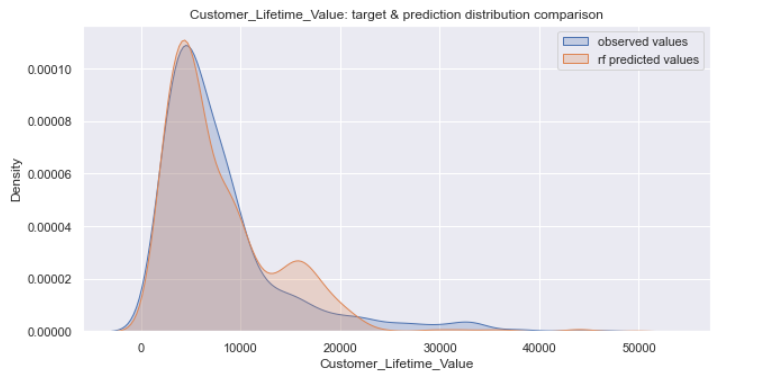 Customer_Lifetime_Value: target & prediction distribution comparison
observed values
rf predicted values
0.00010
0.00008
0.00006
0.00004
0.00002
0.00000
Density
0 10000 20000 30000 40000 50000
Customer_Lifetime_Value